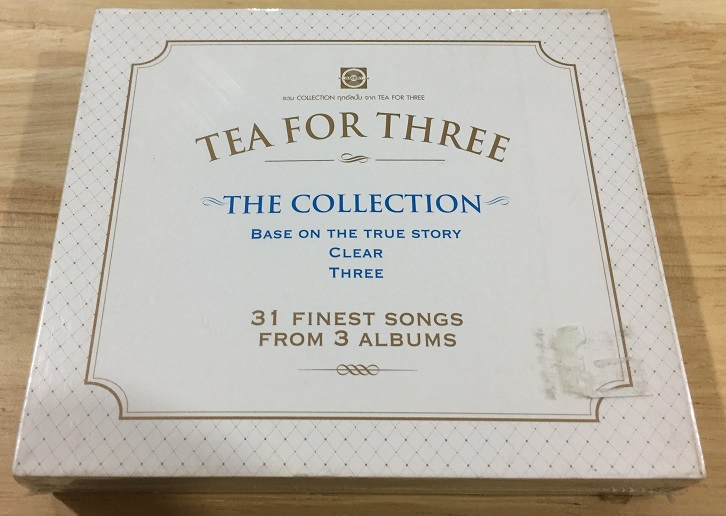 รวม COLLECTION ทุกอัลบั้ม จาก TEA FOR THREE
TEA FOR THREE
THE COLLECTION
BASE ON THE TRUE STORY
CLEAR
THREE
31 FINEST SONGS
FROM 3 ALBUMS